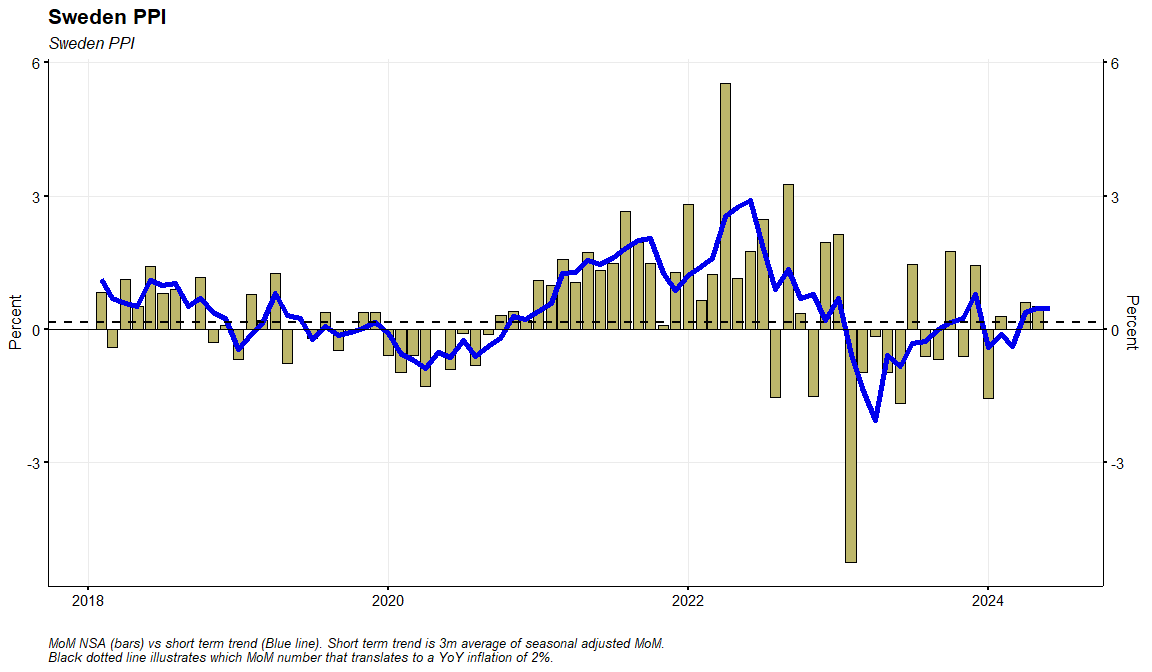 Sweden PPI
Sweden PPI
6
3
0
-3
Percent
6
3
0
-3
Percent
2018
2020
2022
2024
MoM NSA (bars) vs short term trend (Blue line). Short term trend is 3m average of seasonal adjusted MoM.
Black dotted line illustrates which MoM number that translates to a YoY inflation of 2%.